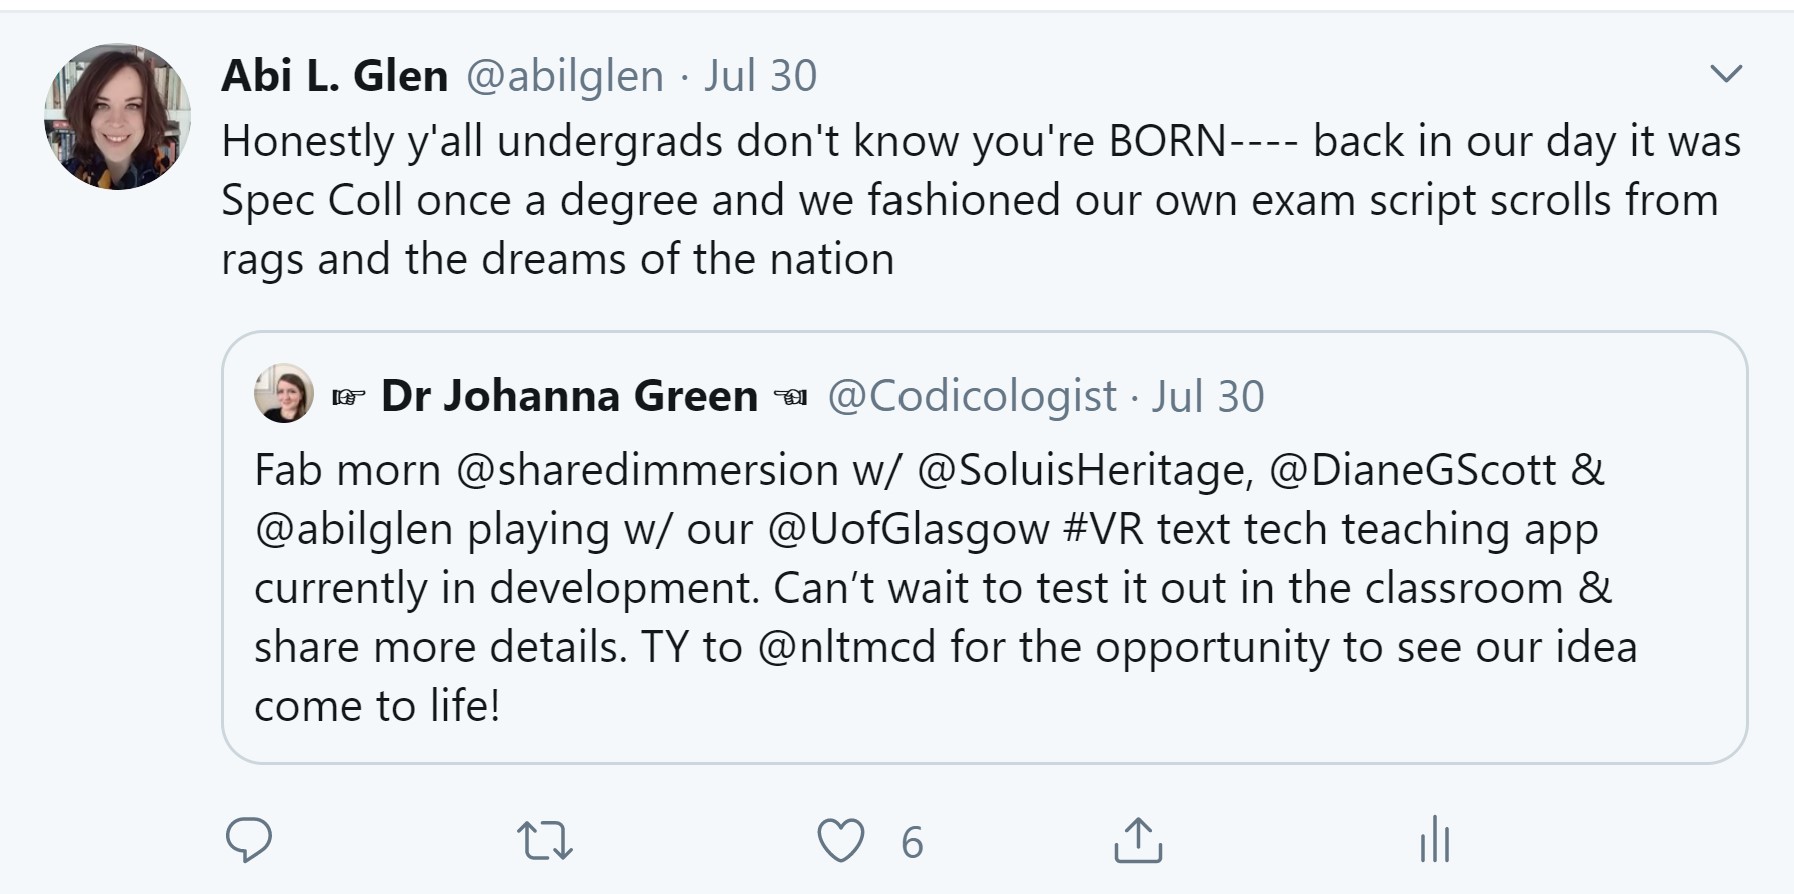 Abi L. Glen @abilglen · Jul 30
Honestly y'all undergrads don't know you're BORN---- back in our day it was
Spec Coll once a degree and we fashioned our own exam script scrolls from
rags and the dreams of the nation
☞ Dr Johanna Green ☜ @Codicologist · Jul 30
Fab morn @sharedimmersion w/ @SoluisHeritage, @DianeGScott &
@abilglen playing w/ our @UofGlasgow #VR text tech teaching app
currently in development. Can’t wait to test it out in the classroom &
share more details. TY to @nltmcd for the opportunity to see our idea
come to life!
6